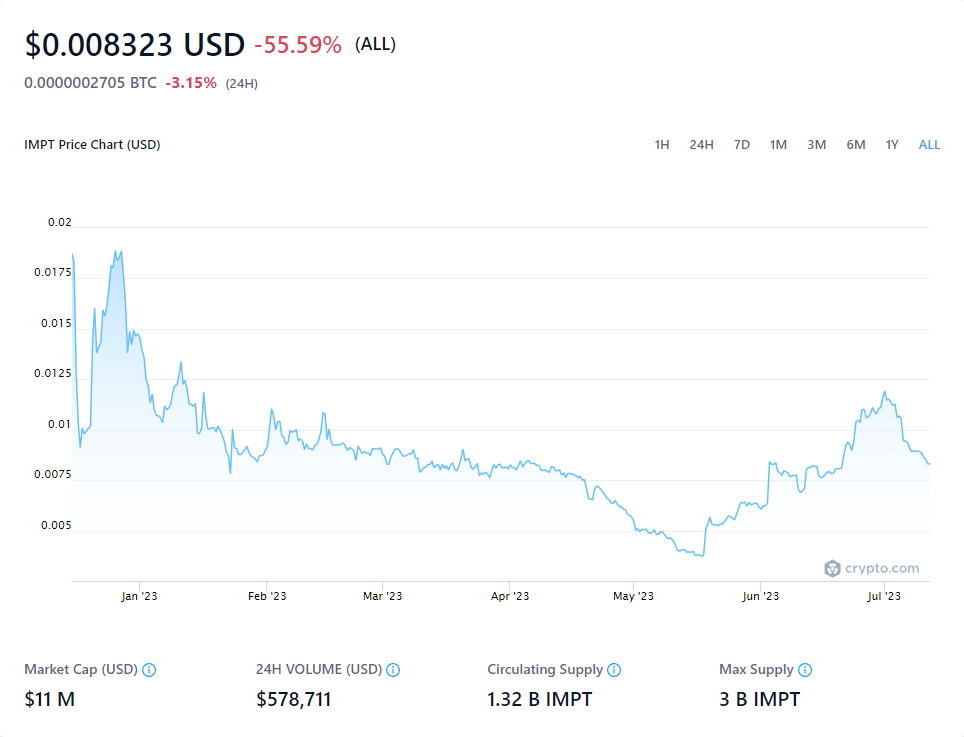 $0.008323 USD -55.59% (ALL)
0.0000002705 BTC -3.15% (24H)
IMPT Price Chart (USD) 1H 24H 7D 1M 3M 6M 1Y ALL
0.02
0.0175
0.015
0.0125
0.01
0.0075
0.005
crypto.com
Jan '23 Feb '23 Mar '23 Apr '23 May '23 Jun '23 Jul '23
Market Cap (USD) 24H VOLUME (USD) Circulating Supply Max Supply
$11 M $578,711 1.32 B IMPT 3 B IMPT